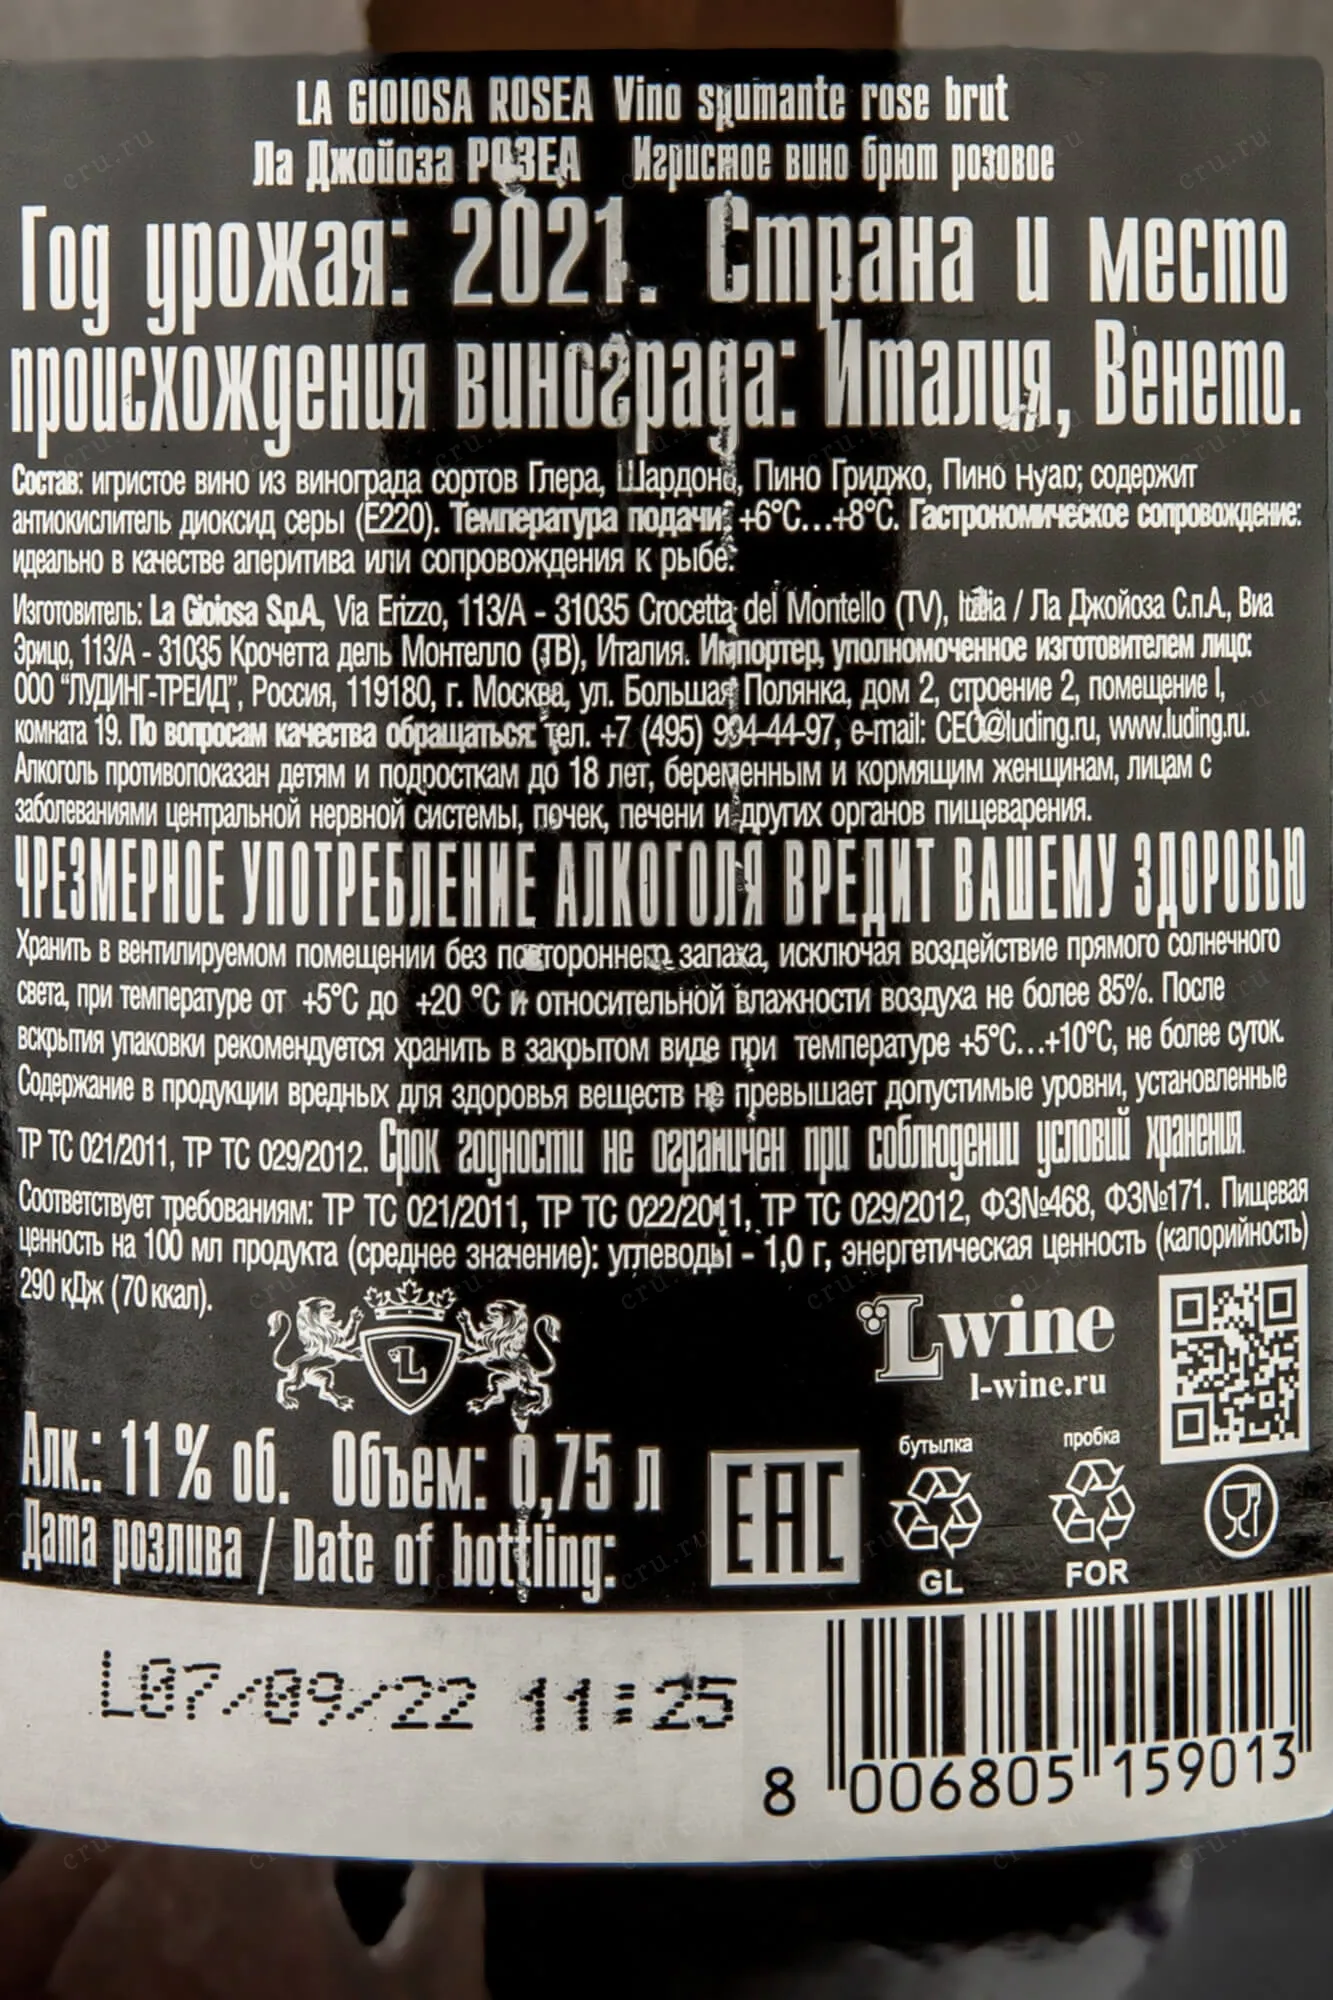 LA GIOIOSA ROSEA Vino spumante rose brut
Ла Джойоза РОЗЕА Игристое вино брют розовое
Год урожая: 2021. Страна и место
происхождения винограда: Италия, Венето.
Состав: игристое вино из винограда сортов Глера, Шардоне, Пино Гриджо, Пино Нуар; содержит
антиокислитель диоксид серы (Е220). Температура подачи: +6°С...+8°С. Гастрономическое сопровождение:
идеально в качестве аперитива или сопровождения к рыбе.
Изготовитель: La Gioiosa S.p.A., Via Erizzo, 113/A - 31035 Crocetta del Montello (TV), Italia / Ла Джойоза С.п.А., Виа
Эрицо, 113/А - 31035 Крочетта дель Монтелло (ТВ), Италия. Импортер, уполномоченное изготовителем лицо:
ООО "ЛУДИНГ-ТРЕЙД", Россия, 119180, г. Москва, ул. Большая Полянка, дом 2, строение 2, помещение I,
комната 19. По вопросам качества обращаться: тел. +7 (495) 994-44-97, e-mail: CEO@luding.ru, www.luding.ru.
Алкоголь противопоказан детям и подросткам до 18 лет, беременным и кормящим женщинам, лицам с
заболеваниями центральной нервной системы, почек, печени и других органов пищеварения.
ЧРЕЗМЕРНОЕ УПОТРЕБЛЕНИЕ АЛКОГОЛЯ ВРЕДИТ ВАШЕМУ ЗДОРОВЬЮ
Хранить в вентилируемом помещении без повтороннего запаха, исключая воздействие прямого солнечного
света, при температуре от +5°С до +20 °С и относительной влажности воздуха не более 85%. После
вскрытия упаковки рекомендуется хранить в закрытом виде при температуре +5°С...+10°С, не более суток.
Содержание в продукции вредных для здоровья веществ не превышает допустимые уровни, установленные
ТР ТС 021/2011, ТР ТС 029/2012. Срок годности не ограничен при соблюдении условий хранения.
Соответствует требованиям: ТР ТС 021/2011, ТР ТС 022/2011, ТР ТС 029/2012, ФЗ№468, ФЗ№171. Пищевая
ценность на 100 мл продукта (среднее значение): углеводы - 1,0 г, энергетическая ценность (калорийность)
290 кДж (70 ккал).
L
Lwine
l-wine.ru
Алк.: 11% об. Объем: 0,75 л
Дата розлива / Date of bottling:
EAC
бутылка
GL
пробка
FOR
L07/09/22 11:25
8 006805 159013
cru.ru